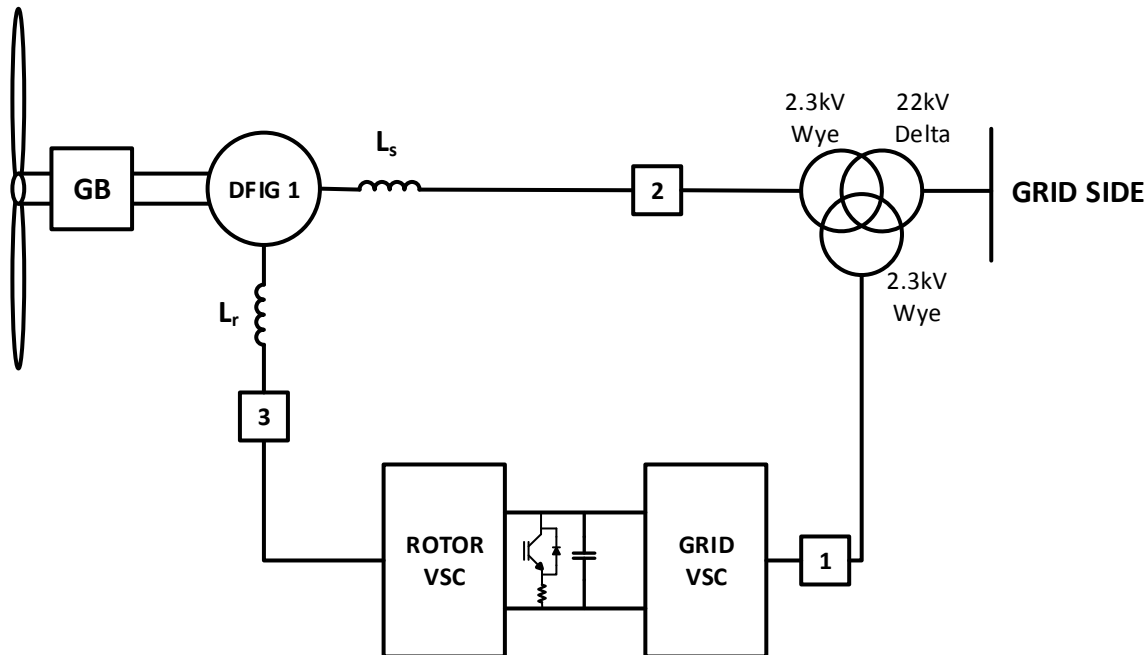 2.3kV
Wye
22kV
Delta
Ls
2
GB
DFIG 1
GRID SIDE
2.3kV
Wye
Lr
3
ROTOR
VSC
GRID
VSC
1